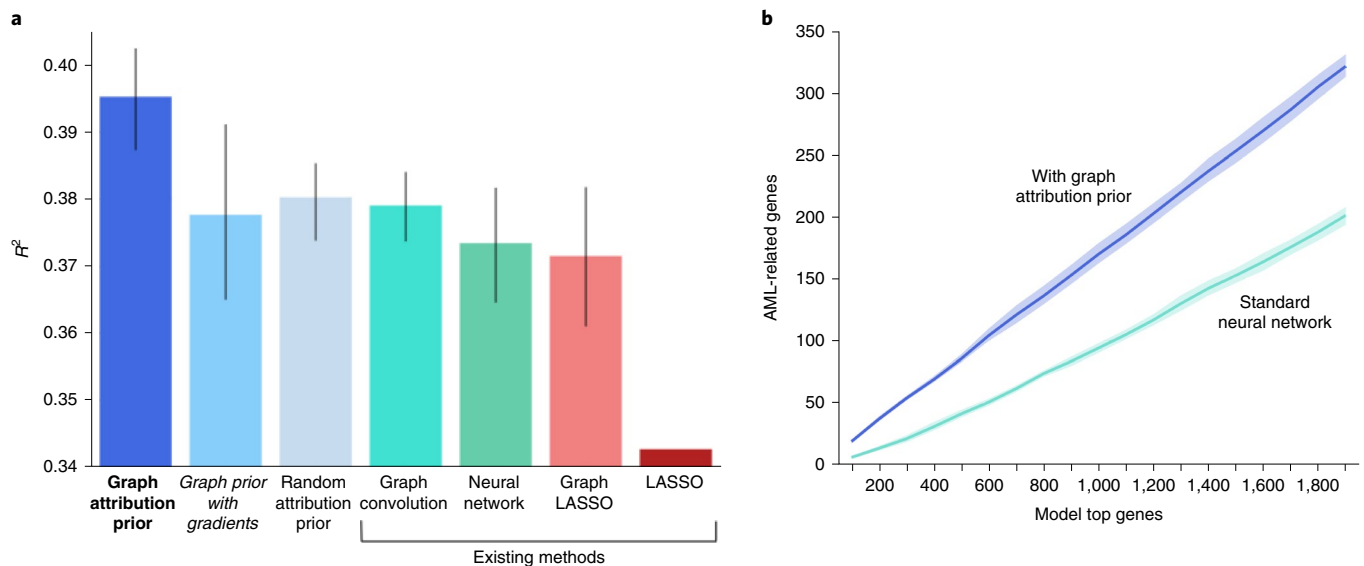 a
0.40
0.39
0.38
0.37
0.36
0.35
0.34
R²
Graph
attribution
prior
Graph prior
with
gradients
Random
attribution
prior
Graph
convolution
Neural
network
Graph
LASSO
LASSO
Existing methods
b
350
300
250
200
150
100
50
0
AML-related genes
With graph
attribution prior
Standard
neural network
200 400 600 800 1,000 1,200 1,400 1,600 1,800
Model top genes